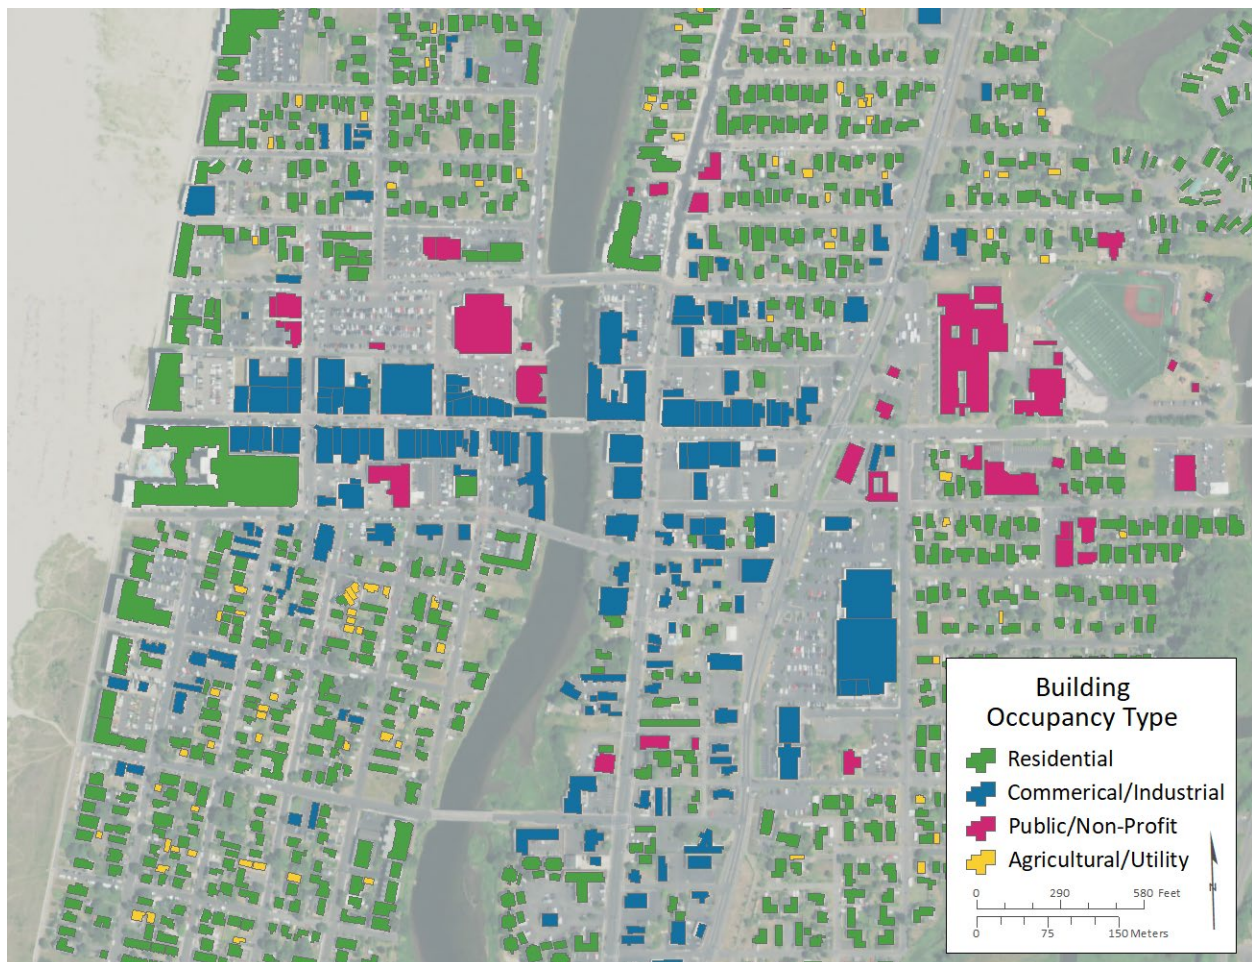 Building
Occupancy Type
Residential
Commerical/Industrial
Public/Non-Profit
Agricultural/Utility
0 290 580 Feet
N
0 75 150 Meters